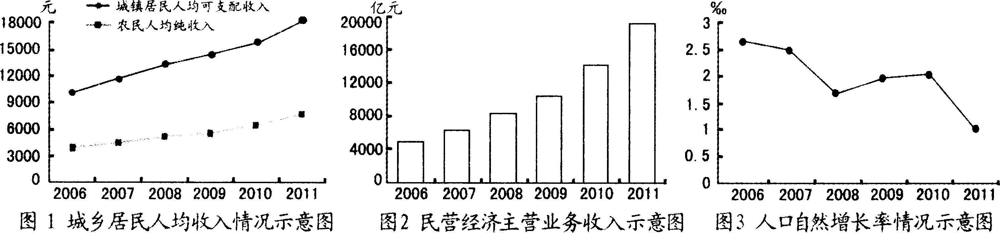 元
城镇居民人均可支配收入
农民人均纯收入
18000
15000
12000
9000
6000
3000
0
2006 2007 2008 2009 2010 2011
图 1 城乡居民人均收入情况示意图
亿元
20000
16000
12000
8000
4000
0
2006 2007 2008 2009 2010 2011
图2 民营经济主营业务收入示意图
‰
3
2.5
2
1.5
1
0.5
0
2006 2007 2008 2009 2010 2011
图3 人口自然增长率情况示意图